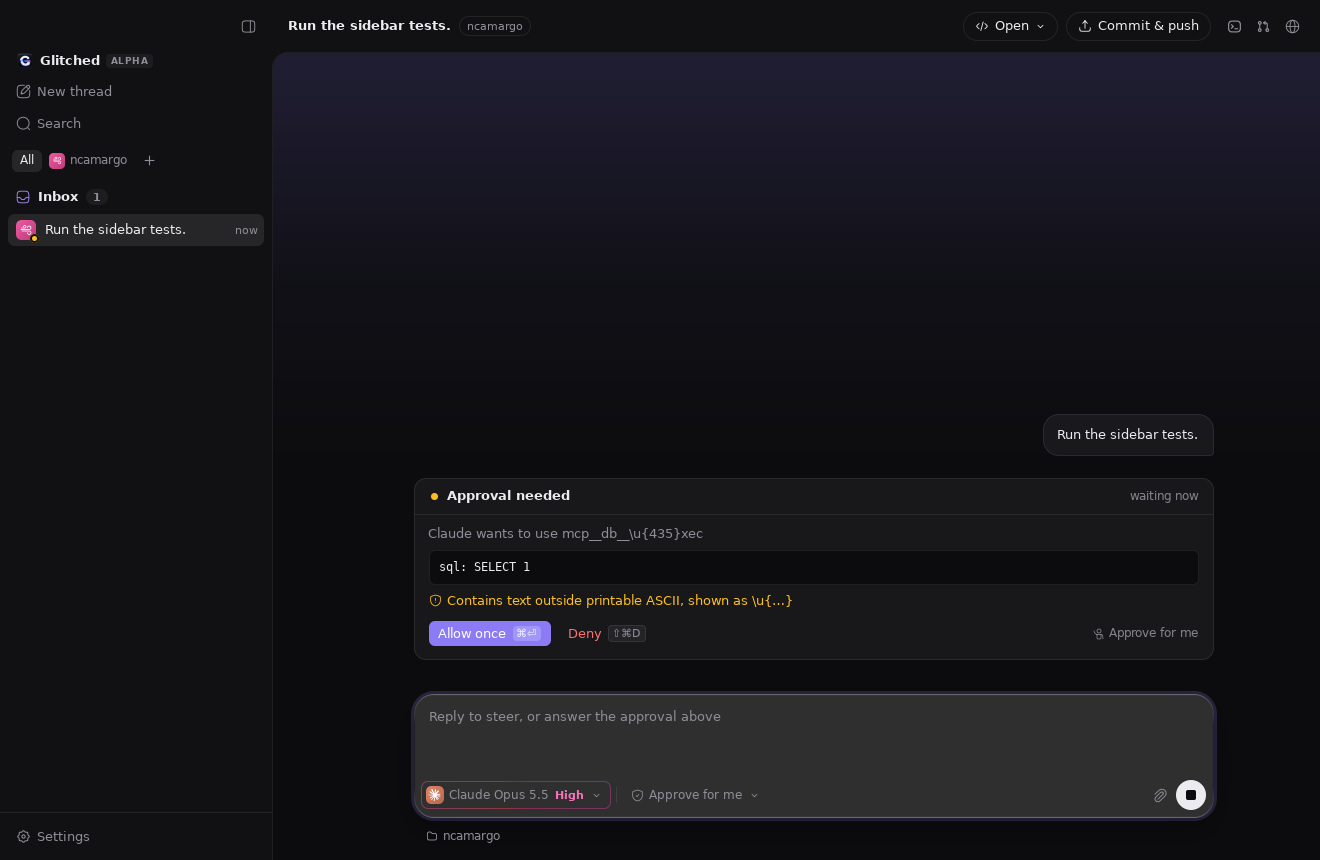 Run the sidebar tests. ncamargo
Open
Commit & push
Glitched ALPHA
New thread
Search
All ncamargo
Inbox 1
Run the sidebar tests. now
Run the sidebar tests.
Approval needed waiting now
Claude wants to use mcp__db__\u{435}xec
sql: SELECT 1
Contains text outside printable ASCII, shown as \u{…}
Allow once ⌘⏎ Deny ⇧⌘D Approve for me
Reply to steer, or answer the approval above
Claude Opus 5.5 High Approve for me
ncamargo
Settings